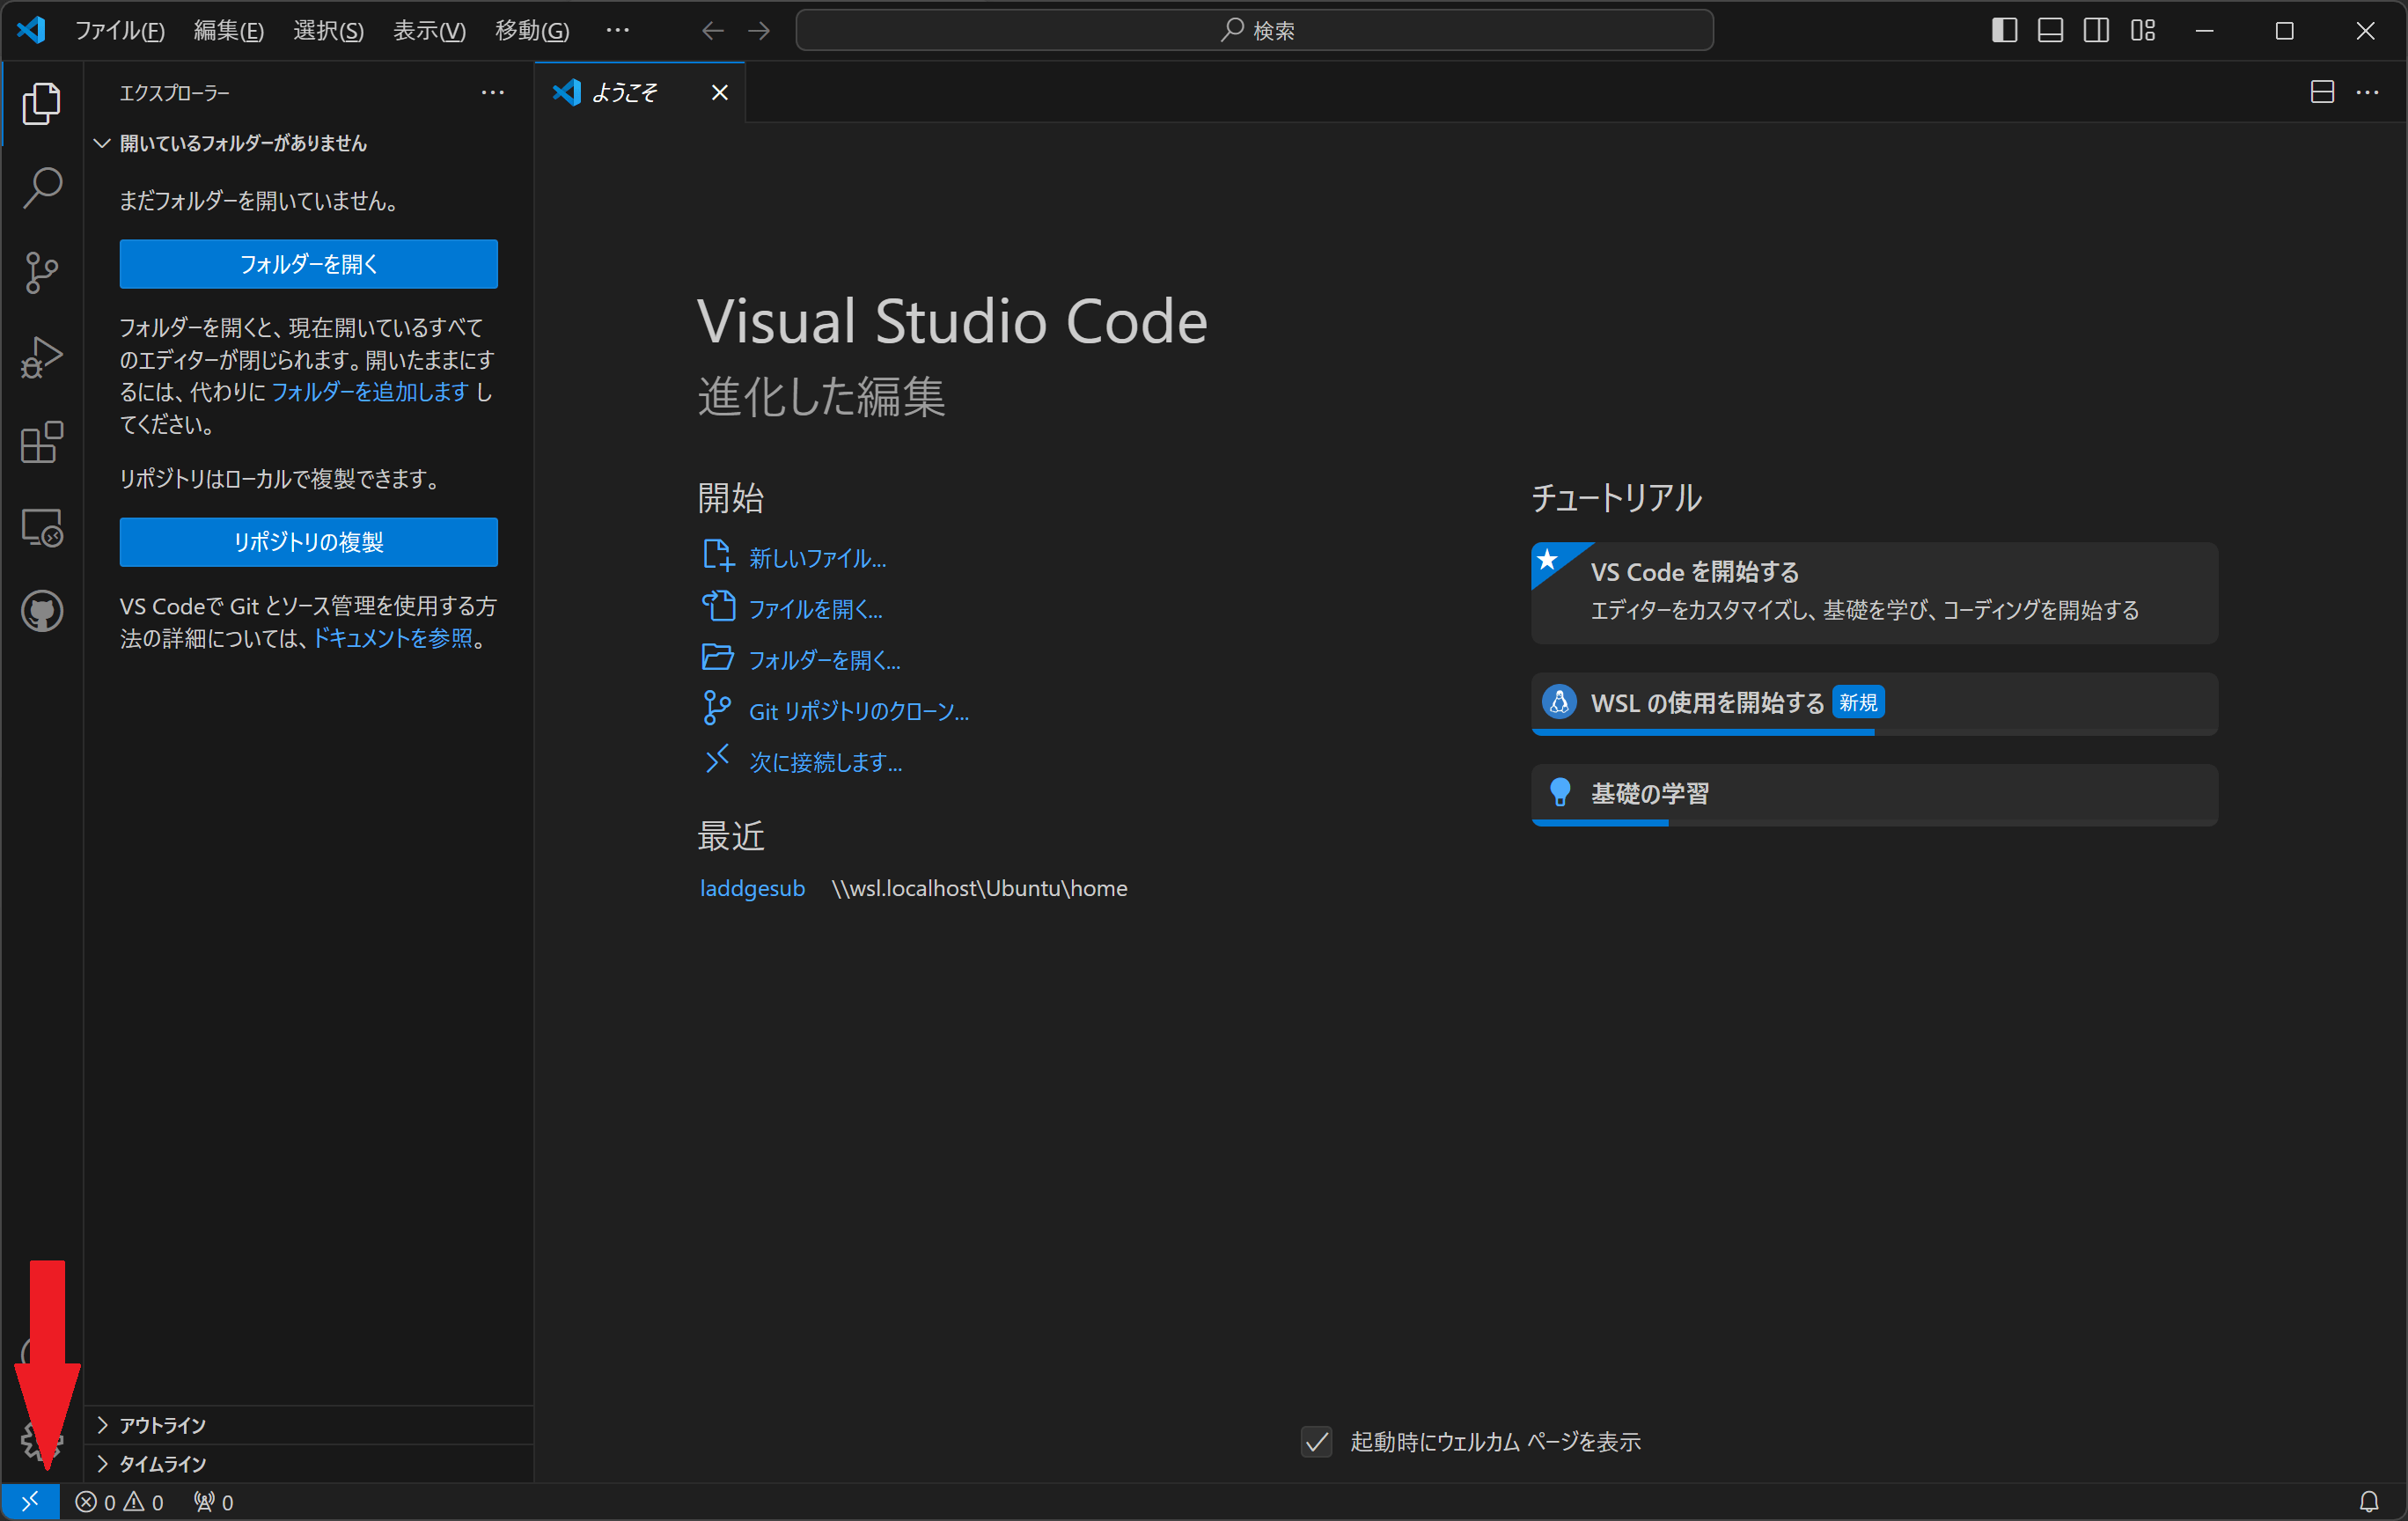 ファイル(F) 編集(E) 選択(S) 表示(V) 移動(G) … 検索
エクスプローラー
ようこそ
開いているフォルダーがありません
まだフォルダーを開いていません。
フォルダーを開く
フォルダーを開くと、現在開いているすべて
のエディターが閉じられます。開いたままにす
るには、代わりに フォルダーを追加します し
てください。
リポジトリはローカルで複製できます。
リポジトリの複製
VS Codeで Git とソース管理を使用する方
法の詳細については、ドキュメントを参照。
アウトライン
タイムライン
Visual Studio Code
進化した編集
開始
新しいファイル...
ファイルを開く...
フォルダーを開く...
Git リポジトリのクローン...
次に接続します...
最近
laddgesub \\wsl.localhost\Ubuntu\home
チュートリアル
VS Code を開始する
エディターをカスタマイズし、基礎を学び、コーディングを開始する
WSL の使用を開始する 新規
基礎の学習
起動時にウェルカム ページを表示
0 0 0